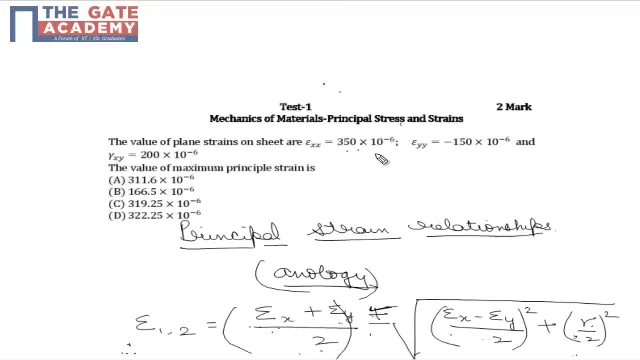 THE GATE
ACADEMY
A Forum of IIT / IISc Graduates
Test-1
2 Mark
Mechanics of Materials-Principal Stress and Strains
The value of plane strains on sheet are εxx = 350 × 10⁻⁶; εyy = −150 × 10⁻⁶ and
γxy = 200 × 10⁻⁶
The value of maximum principle strain is
(A) 311.6 × 10⁻⁶
(B) 166.5 × 10⁻⁶
(C) 319.25 × 10⁻⁶
(D) 322.25 × 10⁻⁶
Principal strain relationships
(anology)
ε1,2 = (εx + εy / 2) ± √((εx − εy / 2)² + (γ/2)²)